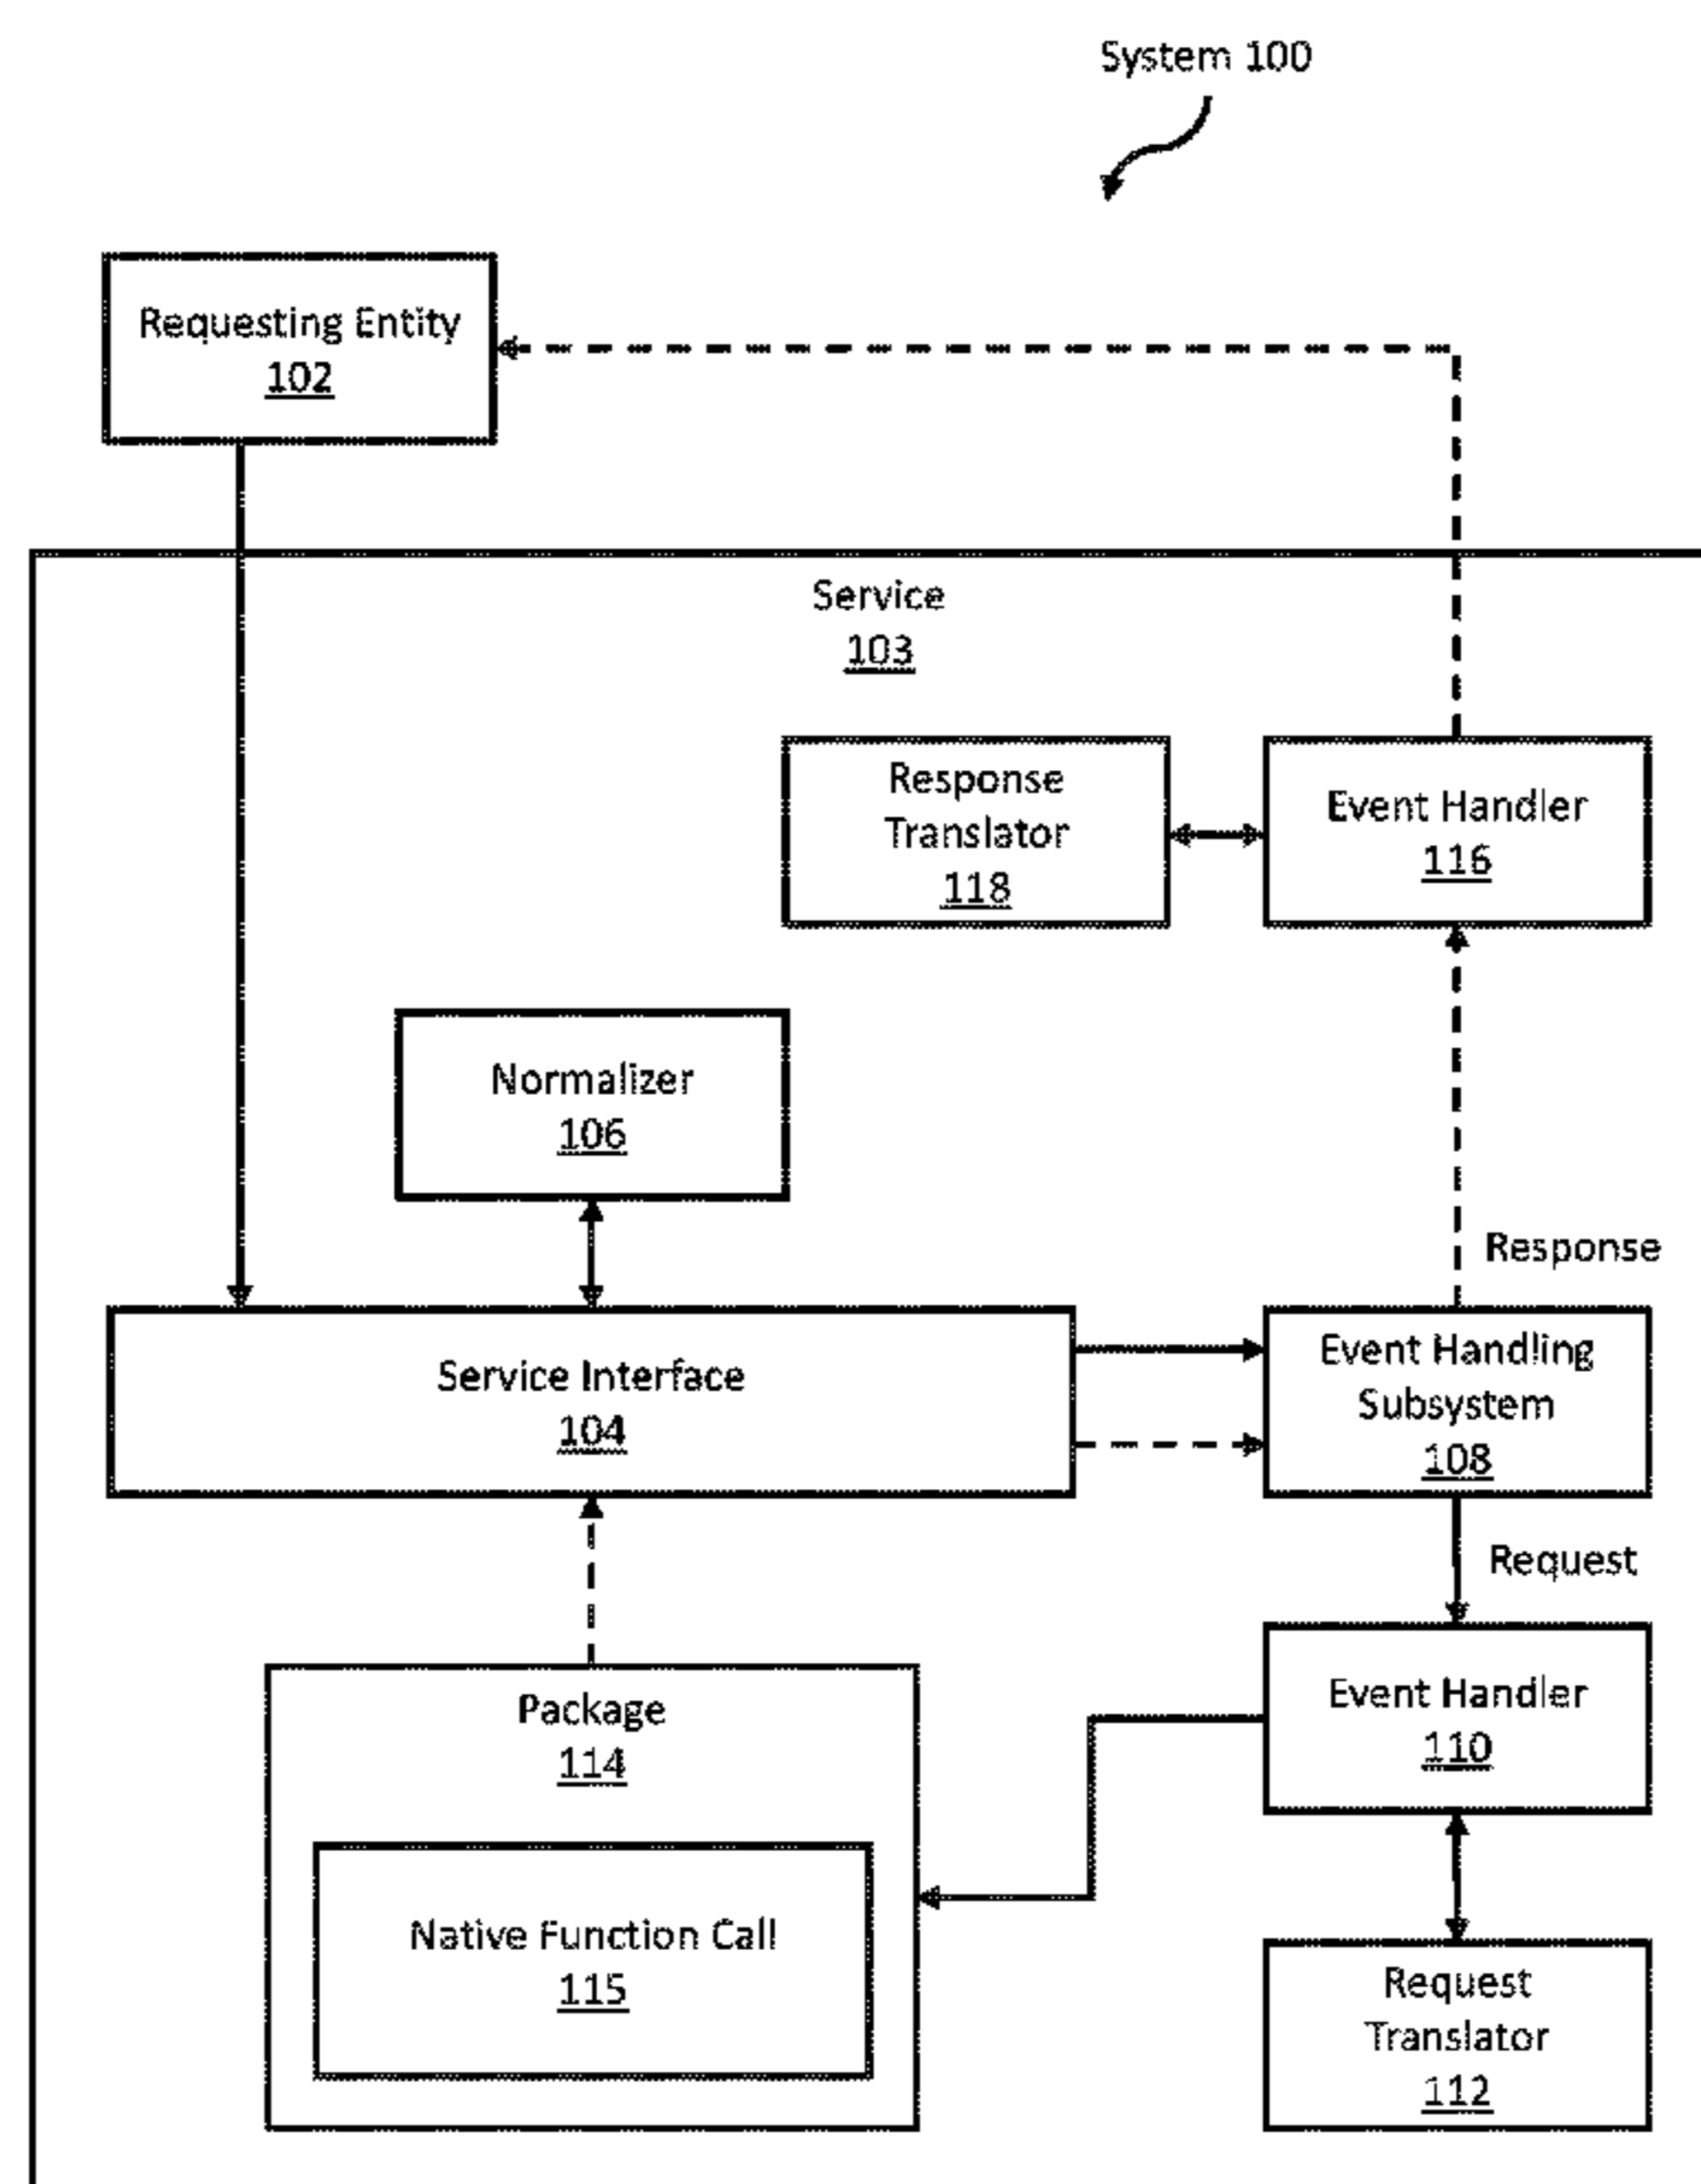 System 100
Requesting Entity
102
Service
103
Response
Translator
118
Event Handler
116
Normalizer
106
Response
Service Interface
104
Event Handling
Subsystem
108
Request
Package
114
Event Handler
110
Native Function Call
115
Request
Translator
112